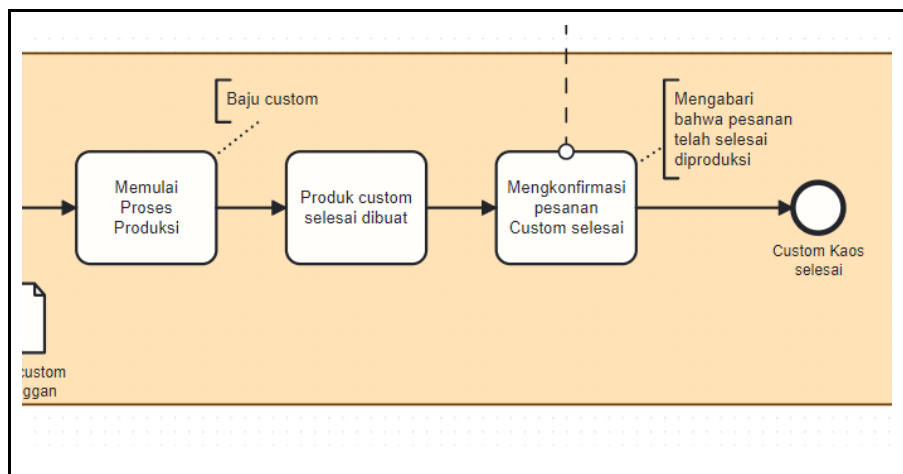 Baju custom
Mengabari
bahwa pesanan
telah selesai
diproduksi
Memulai
Proses
Produksi
Produk custom
selesai dibuat
Mengkonfirmasi
pesanan
Custom selesai
Custom Kaos
selesai
custom
ggan